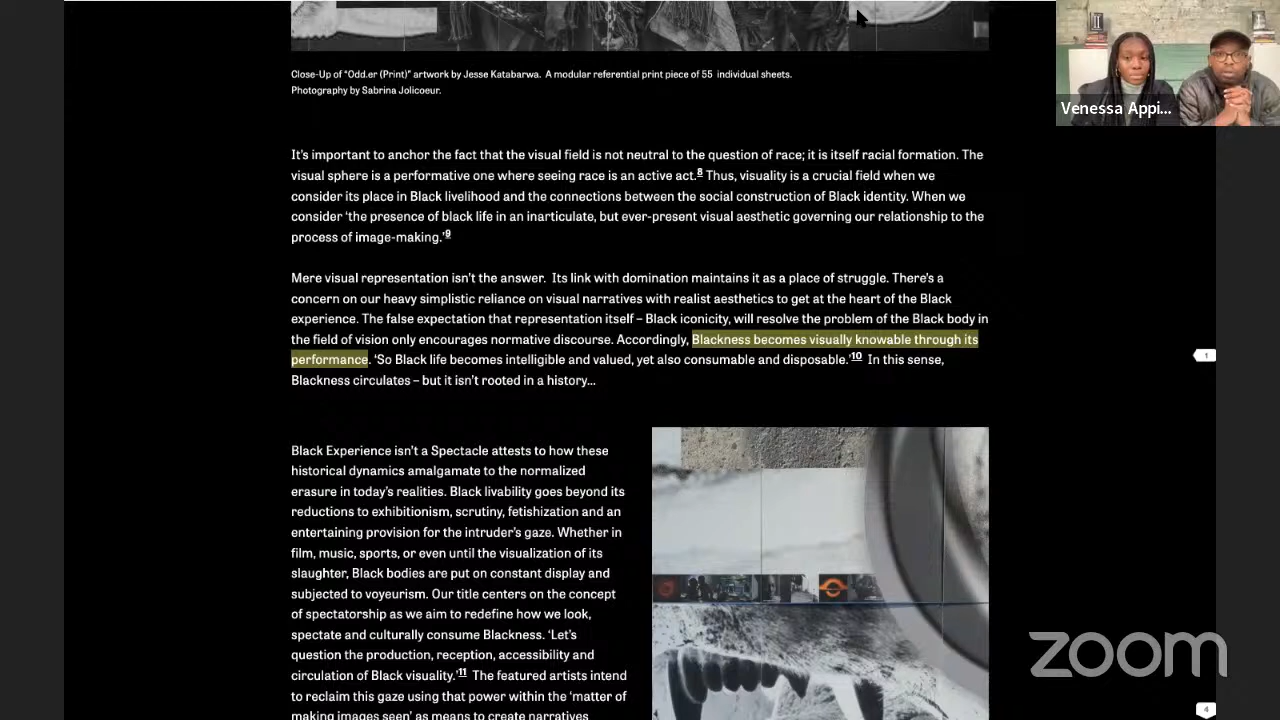 Close-Up of "Odd.er (Print)" artwork by Jesse Katabarwa. A modular referential print piece of 55 individual sheets.
Photography by Sabrina Jolicoeur.
Venessa Appi...
It's important to anchor the fact that the visual field is not neutral to the question of race; it is itself racial formation. The
visual sphere is a performative one where seeing race is an active act.8 Thus, visuality is a crucial field when we
consider its place in Black livelihood and the connections between the social construction of Black identity. When we
consider 'the presence of black life in an inarticulate, but ever-present visual aesthetic governing our relationship to the
process of image-making.'9
Mere visual representation isn't the answer. Its link with domination maintains it as a place of struggle. There's a
concern on our heavy simplistic reliance on visual narratives with realist aesthetics to get at the heart of the Black
experience. The false expectation that representation itself – Black iconicity, will resolve the problem of the Black body in
the field of vision only encourages normative discourse. Accordingly, Blackness becomes visually knowable through its
performance. 'So Black life becomes intelligible and valued, yet also consumable and disposable.'10 In this sense,
Blackness circulates – but it isn't rooted in a history...
1
Black Experience isn't a Spectacle attests to how these
historical dynamics amalgamate to the normalized
erasure in today's realities. Black livability goes beyond its
reductions to exhibitionism, scrutiny, fetishization and an
entertaining provision for the intruder's gaze. Whether in
film, music, sports, or even until the visualization of its
slaughter, Black bodies are put on constant display and
subjected to voyeurism. Our title centers on the concept
of spectatorship as we aim to redefine how we look,
spectate and culturally consume Blackness. 'Let's
question the production, reception, accessibility and
circulation of Black visuality.'11 The featured artists intend
to reclaim this gaze using that power within the 'matter of
making images seen' as means to create narratives
zoom
4